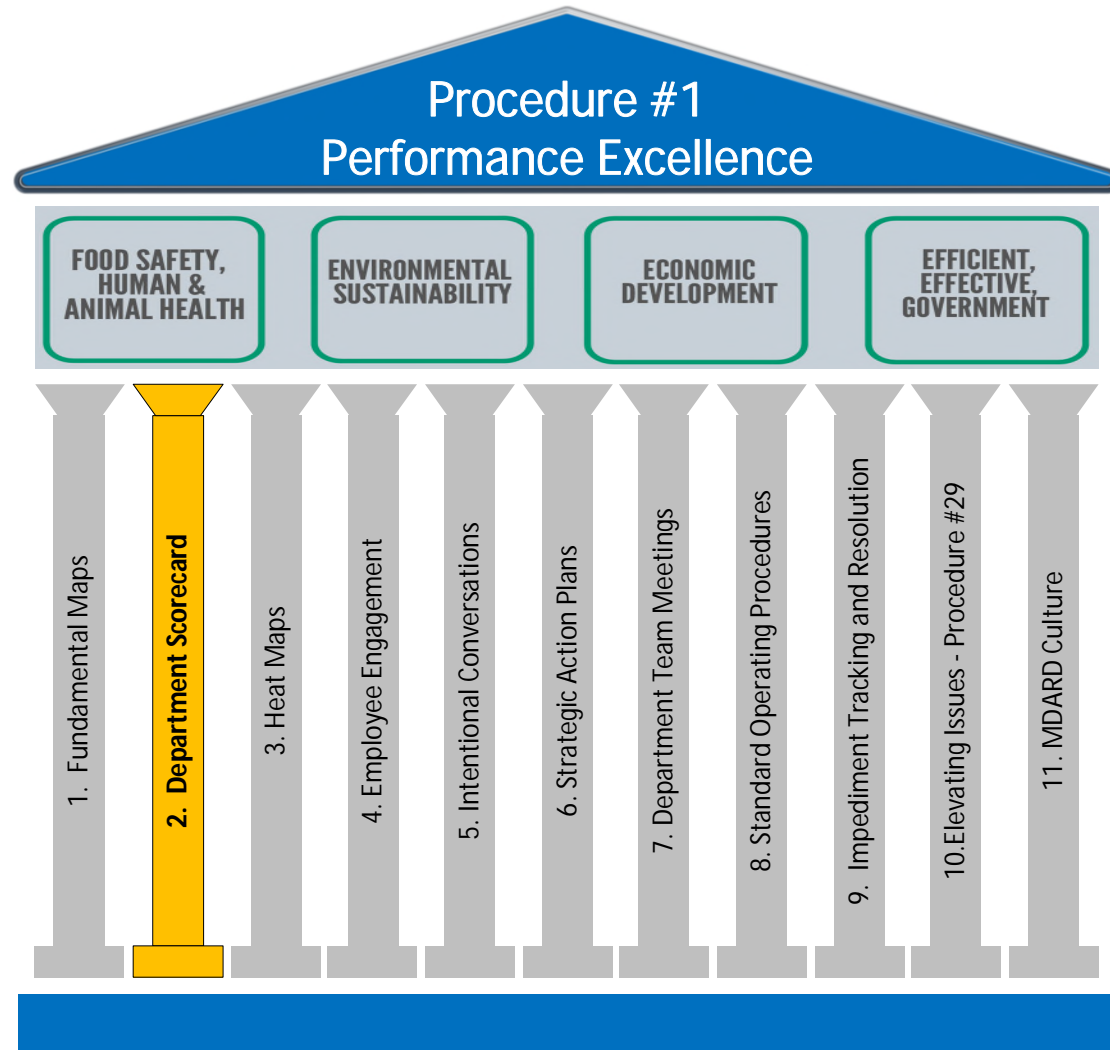 Procedure #1
Performance Excellence
FOOD SAFETY,
HUMAN &
ANIMAL HEALTH
ENVIRONMENTAL
SUSTAINABILITY
ECONOMIC
DEVELOPMENT
EFFICIENT,
EFFECTIVE,
GOVERNMENT
1. Fundamental Maps
2. Department Scorecard
3. Heat Maps
4. Employee Engagement
5. Intentional Conversations
6. Strategic Action Plans
7. Department Team Meetings
8. Standard Operating Procedures
9. Impediment Tracking and Resolution
10.Elevating Issues - Procedure #29
11. MDARD Culture